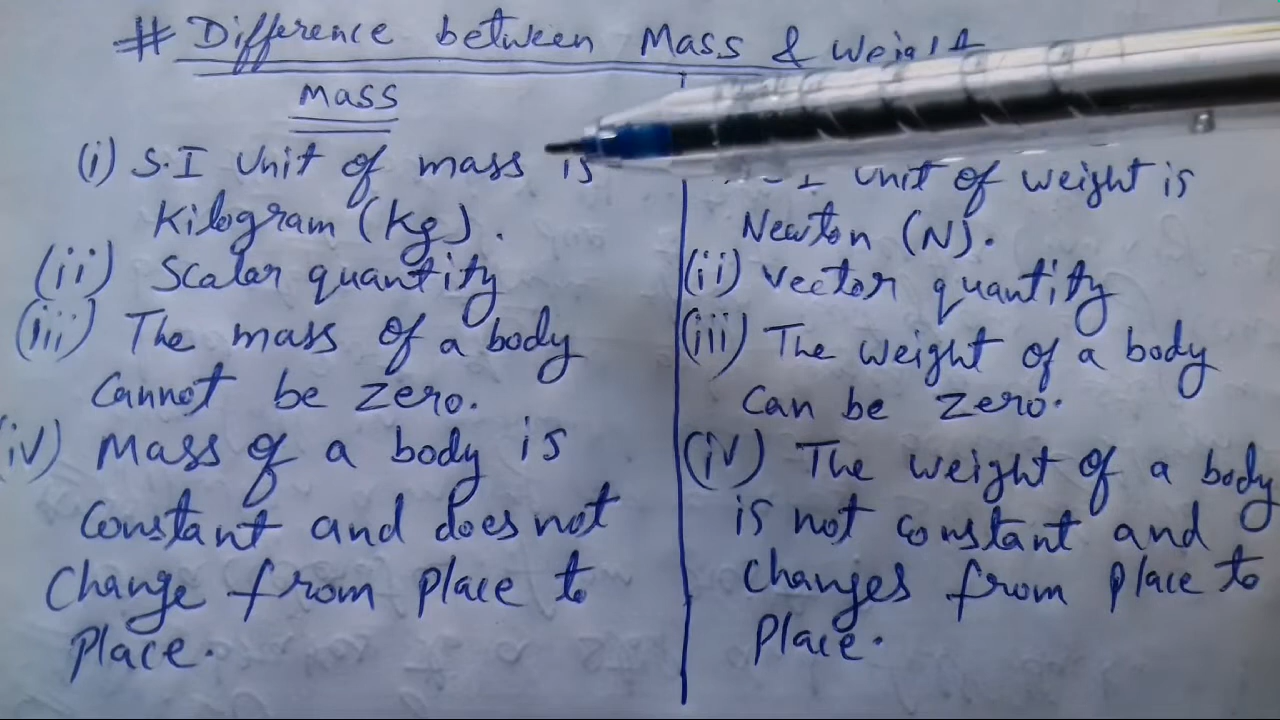 # Difference between Mass &
Mass
(i) S.I Unit of mass is
Kilogram (kg).
(ii) Scalar quantity
(iii) The mass of a body
Cannot be zero.
(iv) Mass of a body is
Constant and does not
Change from place to
Place.
unit of weight is
Newton (N).
(ii) Vector quantity
(iii) The weight of a body
Can be zero.
(iv) The weight of a body
is not constant and
Changes from place to
Place.